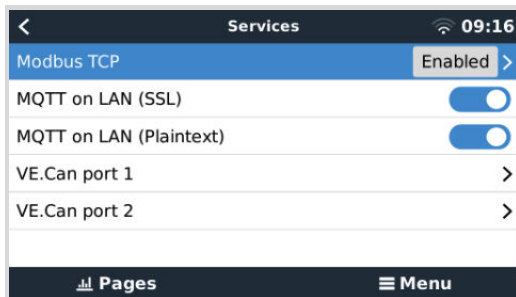 Services 09:16
Modbus TCP Enabled
MQTT on LAN (SSL)
MQTT on LAN (Plaintext)
VE.Can port 1
VE.Can port 2
Pages Menu